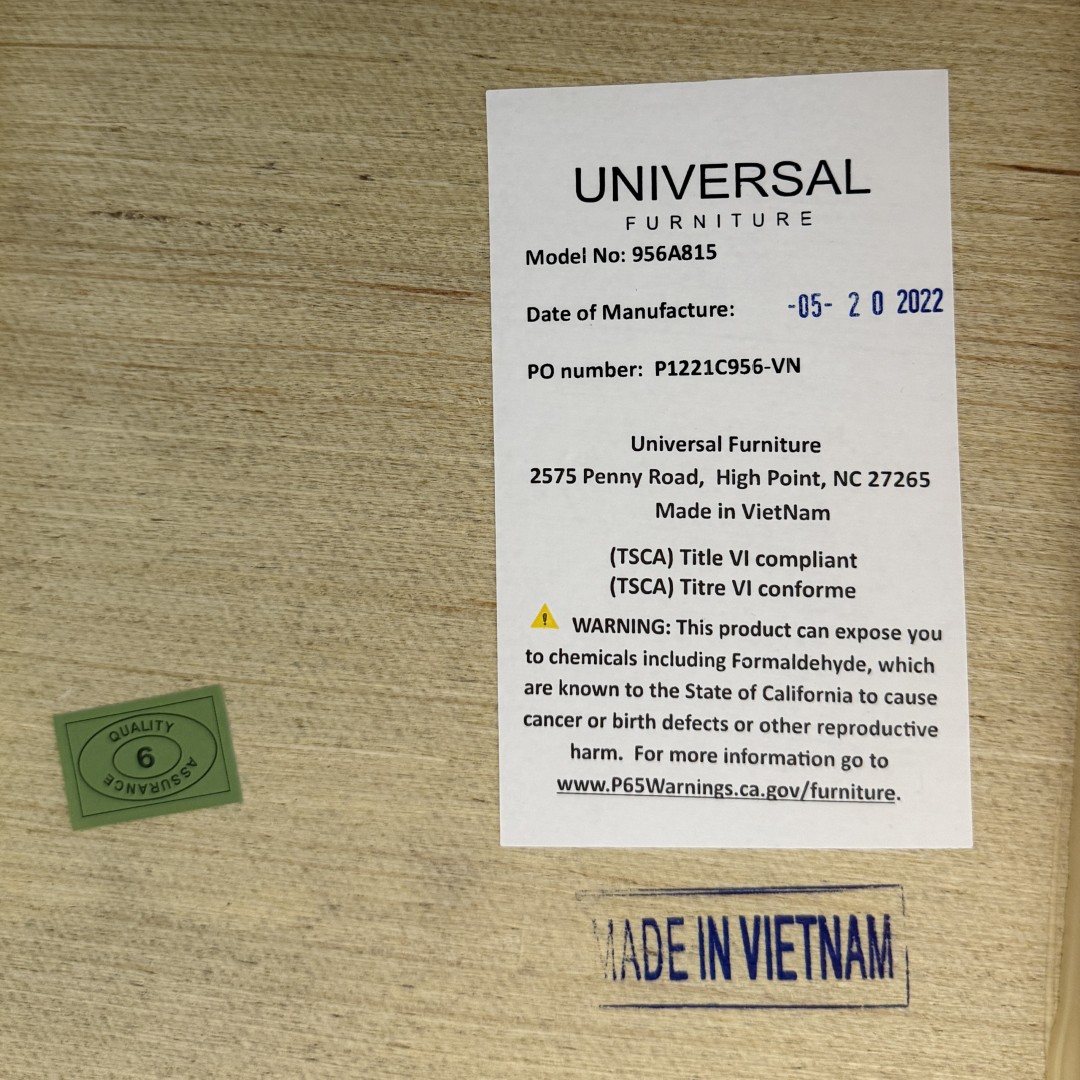 UNIVERSAL
FURNITURE
Model No: 956A815
Date of Manufacture: -05- 2 0 2022
PO number: P1221C956-VN
Universal Furniture
2575 Penny Road, High Point, NC 27265
Made in VietNam
(TSCA) Title VI compliant
(TSCA) Titre VI conforme
WARNING: This product can expose you
to chemicals including Formaldehyde, which
are known to the State of California to cause
cancer or birth defects or other reproductive
harm. For more information go to
www.P65Warnings.ca.gov/furniture.
QUALITY
6
ASSURANCE
MADE IN VIETNAM